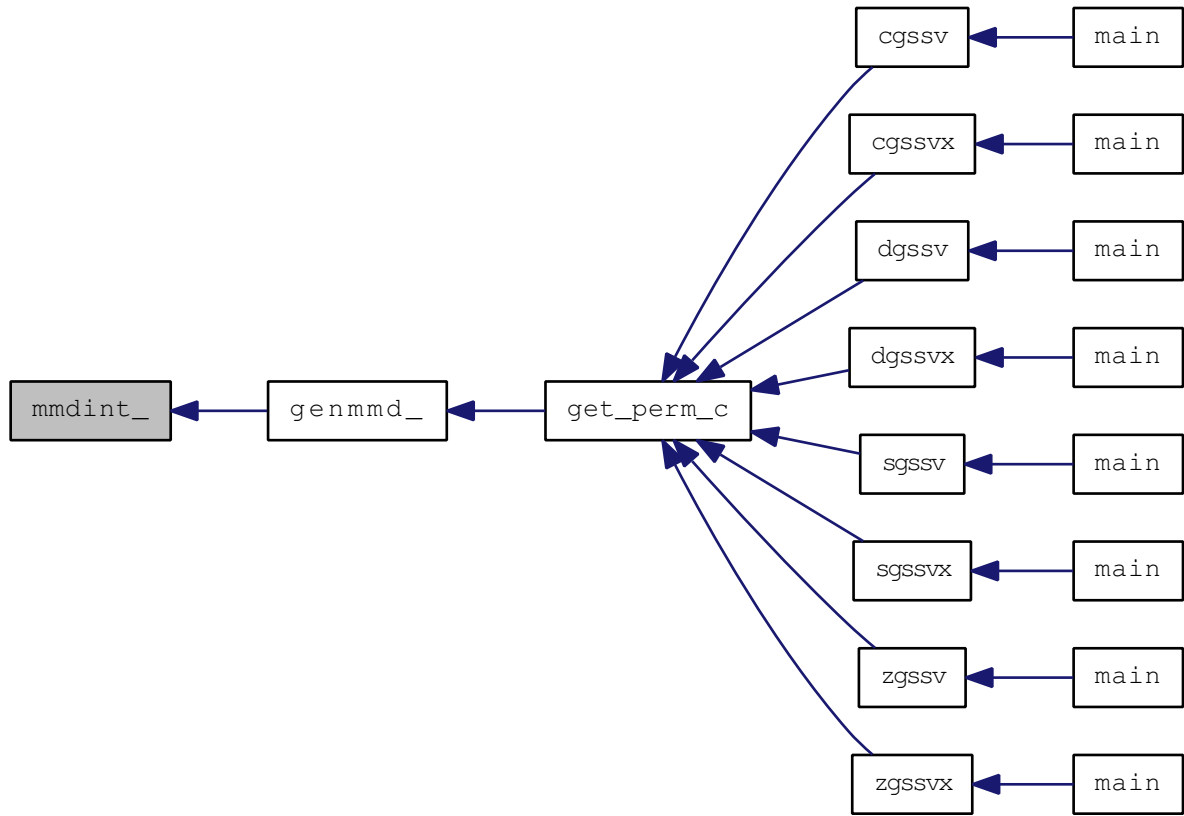 cgssv main
cgssvx main
dgssv main
dgssvx main
mmdint_ genmmd_ get_perm_c
sgssv main
sgssvx main
zgssv main
zgssvx main